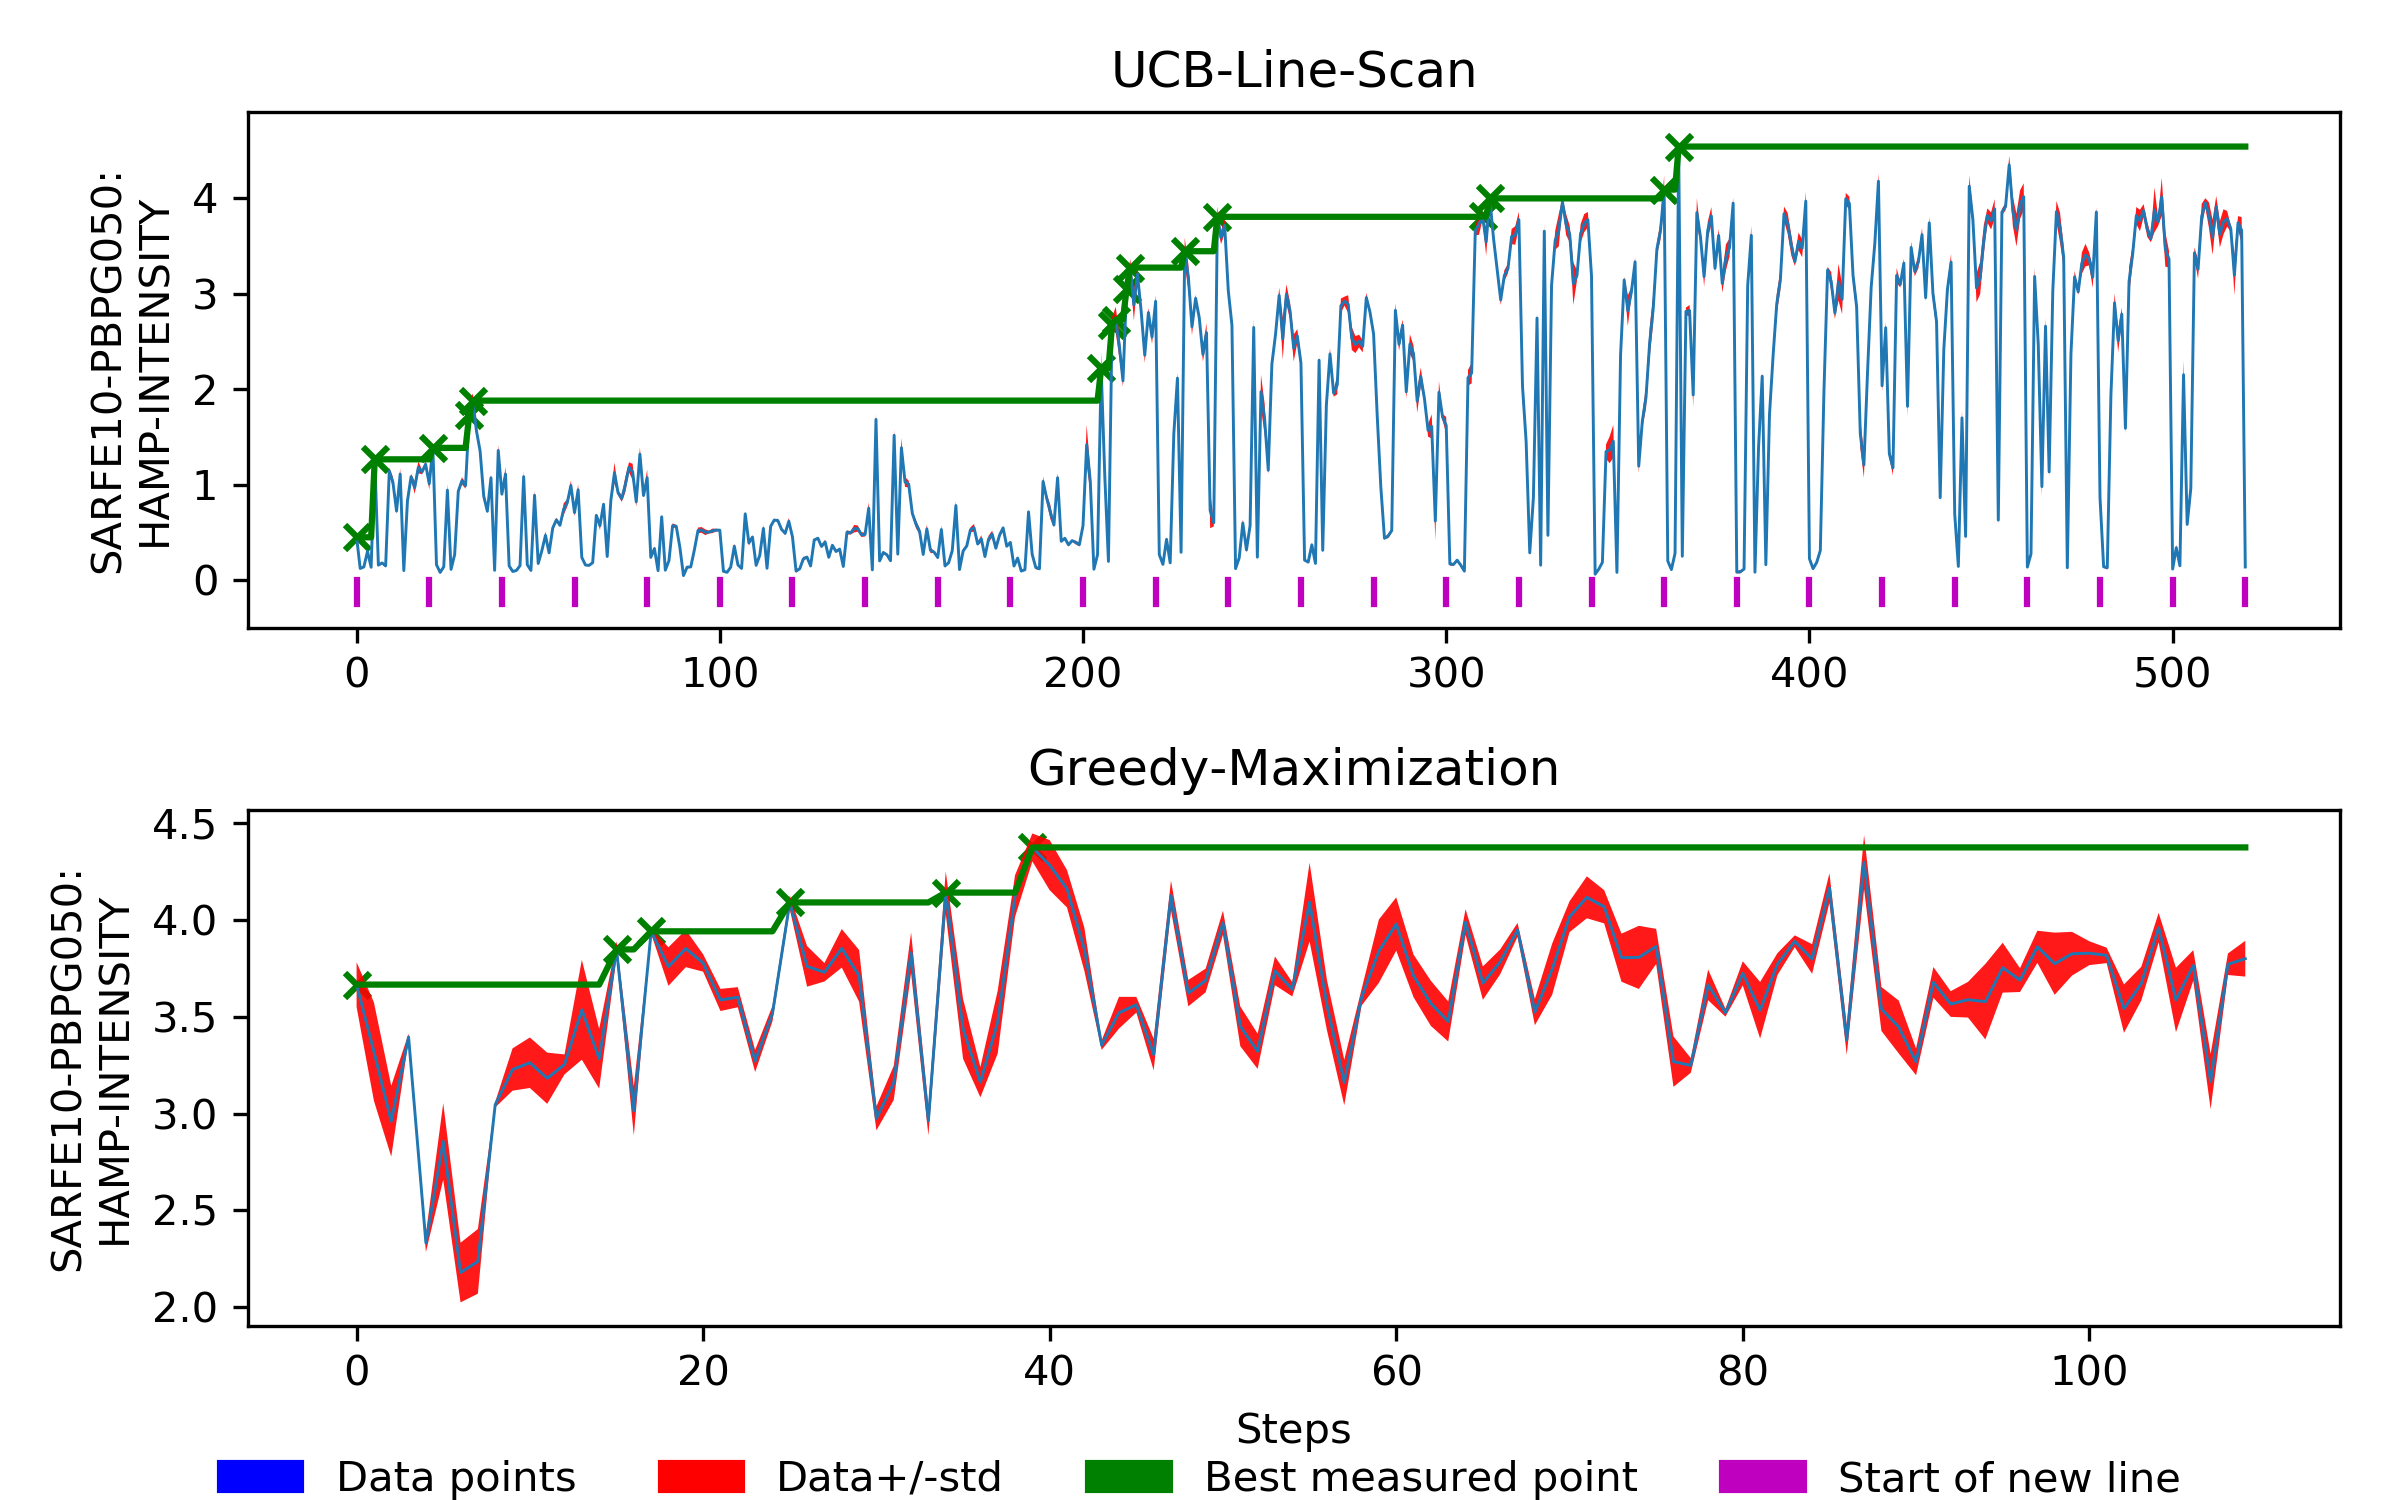 UCB-Line-Scan
SARFE10-PBPG050:
HAMP-INTENSITY
4
3
2
1
0
0 100 200 300 400 500
Greedy-Maximization
SARFE10-PBPG050:
HAMP-INTENSITY
4.5
4.0
3.5
3.0
2.5
2.0
0 20 40 60 80 100
Steps
Data points Data+/-std Best measured point Start of new line